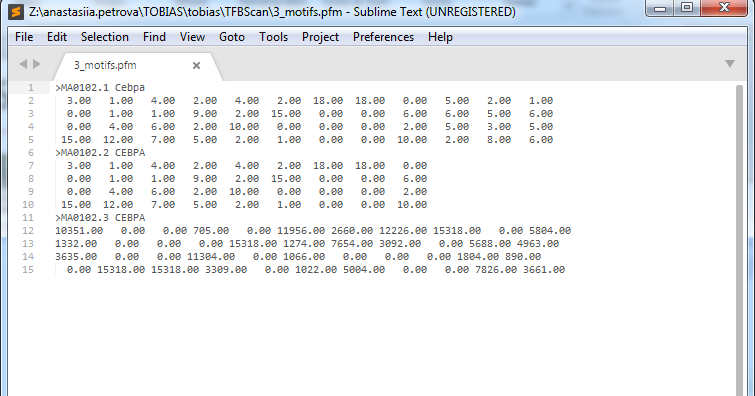 Z:\anastasiia.petrova\TOBIAS\tobias\TFBScan\3_motifs.pfm - Sublime Text (UNREGISTERED)
File Edit Selection Find View Goto Tools Project Preferences Help
3_motifs.pfm
1 >MA0102.1 Cebpa
2 3.00 1.00 4.00 2.00 4.00 2.00 18.00 18.00 0.00 5.00 2.00 1.00
3 0.00 1.00 1.00 9.00 2.00 15.00 0.00 0.00 6.00 6.00 5.00 6.00
4 0.00 4.00 6.00 2.00 10.00 0.00 0.00 0.00 2.00 5.00 3.00 5.00
5 15.00 12.00 7.00 5.00 2.00 1.00 0.00 0.00 10.00 2.00 8.00 6.00
6 >MA0102.2 CEBPA
7 3.00 1.00 4.00 2.00 4.00 2.00 18.00 18.00 0.00
8 0.00 1.00 1.00 9.00 2.00 15.00 0.00 0.00 6.00
9 0.00 4.00 6.00 2.00 10.00 0.00 0.00 0.00 2.00
10 15.00 12.00 7.00 5.00 2.00 1.00 0.00 0.00 10.00
11 >MA0102.3 CEBPA
12 10351.00 0.00 0.00 705.00 0.00 11956.00 2660.00 12226.00 15318.00 0.00 5804.00
13 1332.00 0.00 0.00 0.00 15318.00 1274.00 7654.00 3092.00 0.00 5688.00 4963.00
14 3635.00 0.00 0.00 11304.00 0.00 1066.00 0.00 0.00 0.00 1804.00 890.00
15 0.00 15318.00 15318.00 3309.00 0.00 1022.00 5004.00 0.00 0.00 7826.00 3661.00